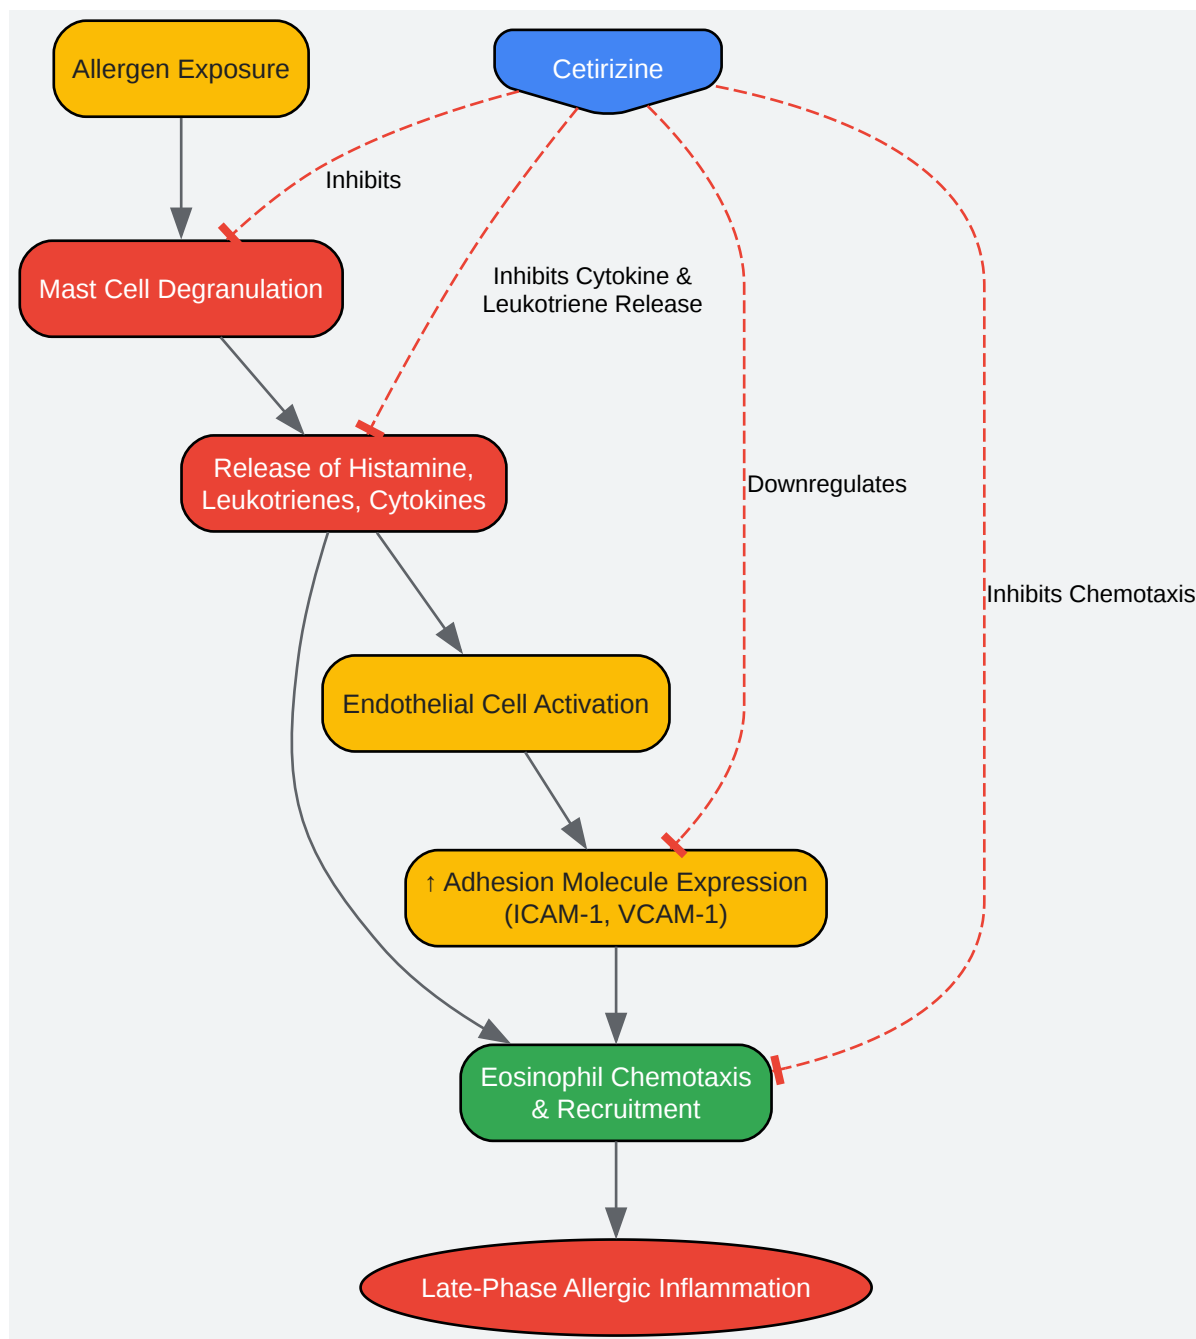 Allergen Exposure
Cetirizine
Inhibits
Mast Cell Degranulation
Inhibits Cytokine &
Leukotriene Release
Release of Histamine,
Leukotrienes, Cytokines
Downregulates
Inhibits Chemotaxis
Endothelial Cell Activation
↑ Adhesion Molecule Expression
(ICAM-1, VCAM-1)
Eosinophil Chemotaxis
& Recruitment
Late-Phase Allergic Inflammation